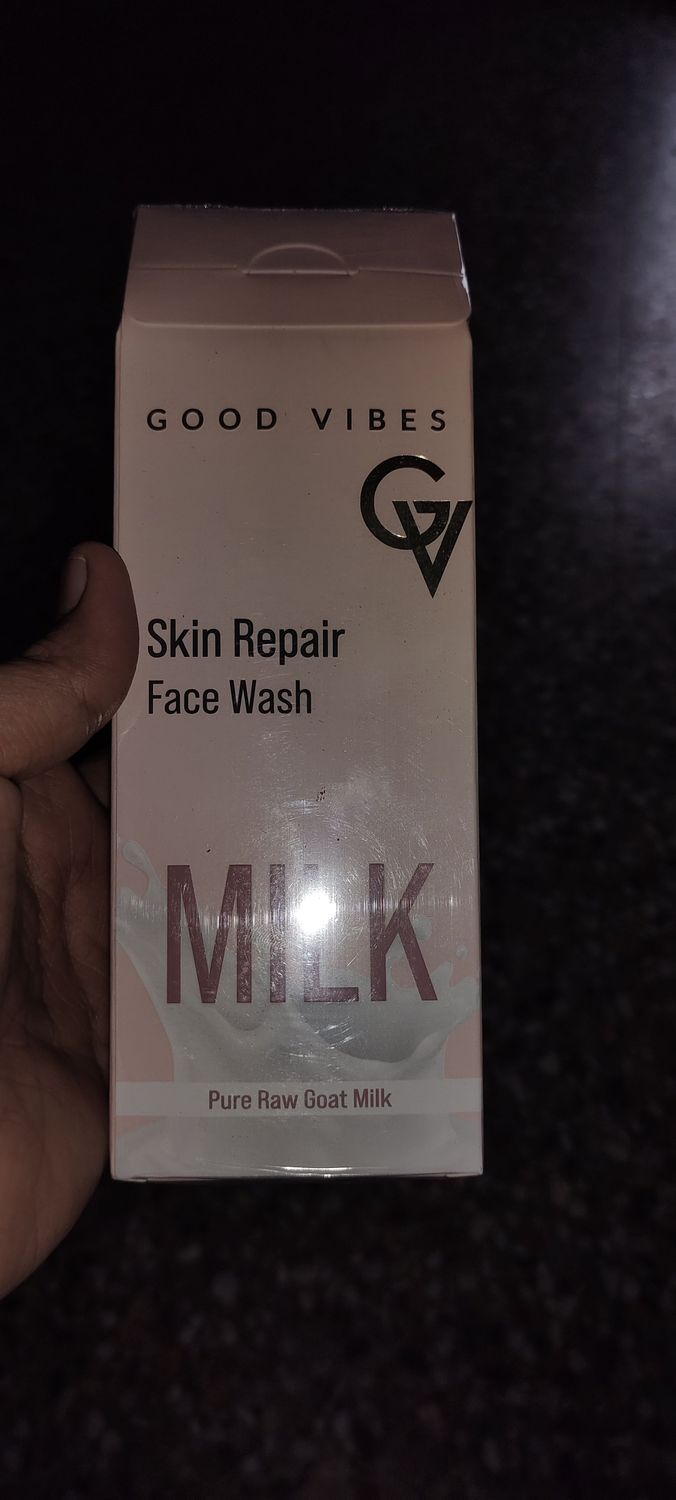 GOOD VIBES
GV
Skin Repair
Face Wash
MILK
Pure Raw Goat Milk